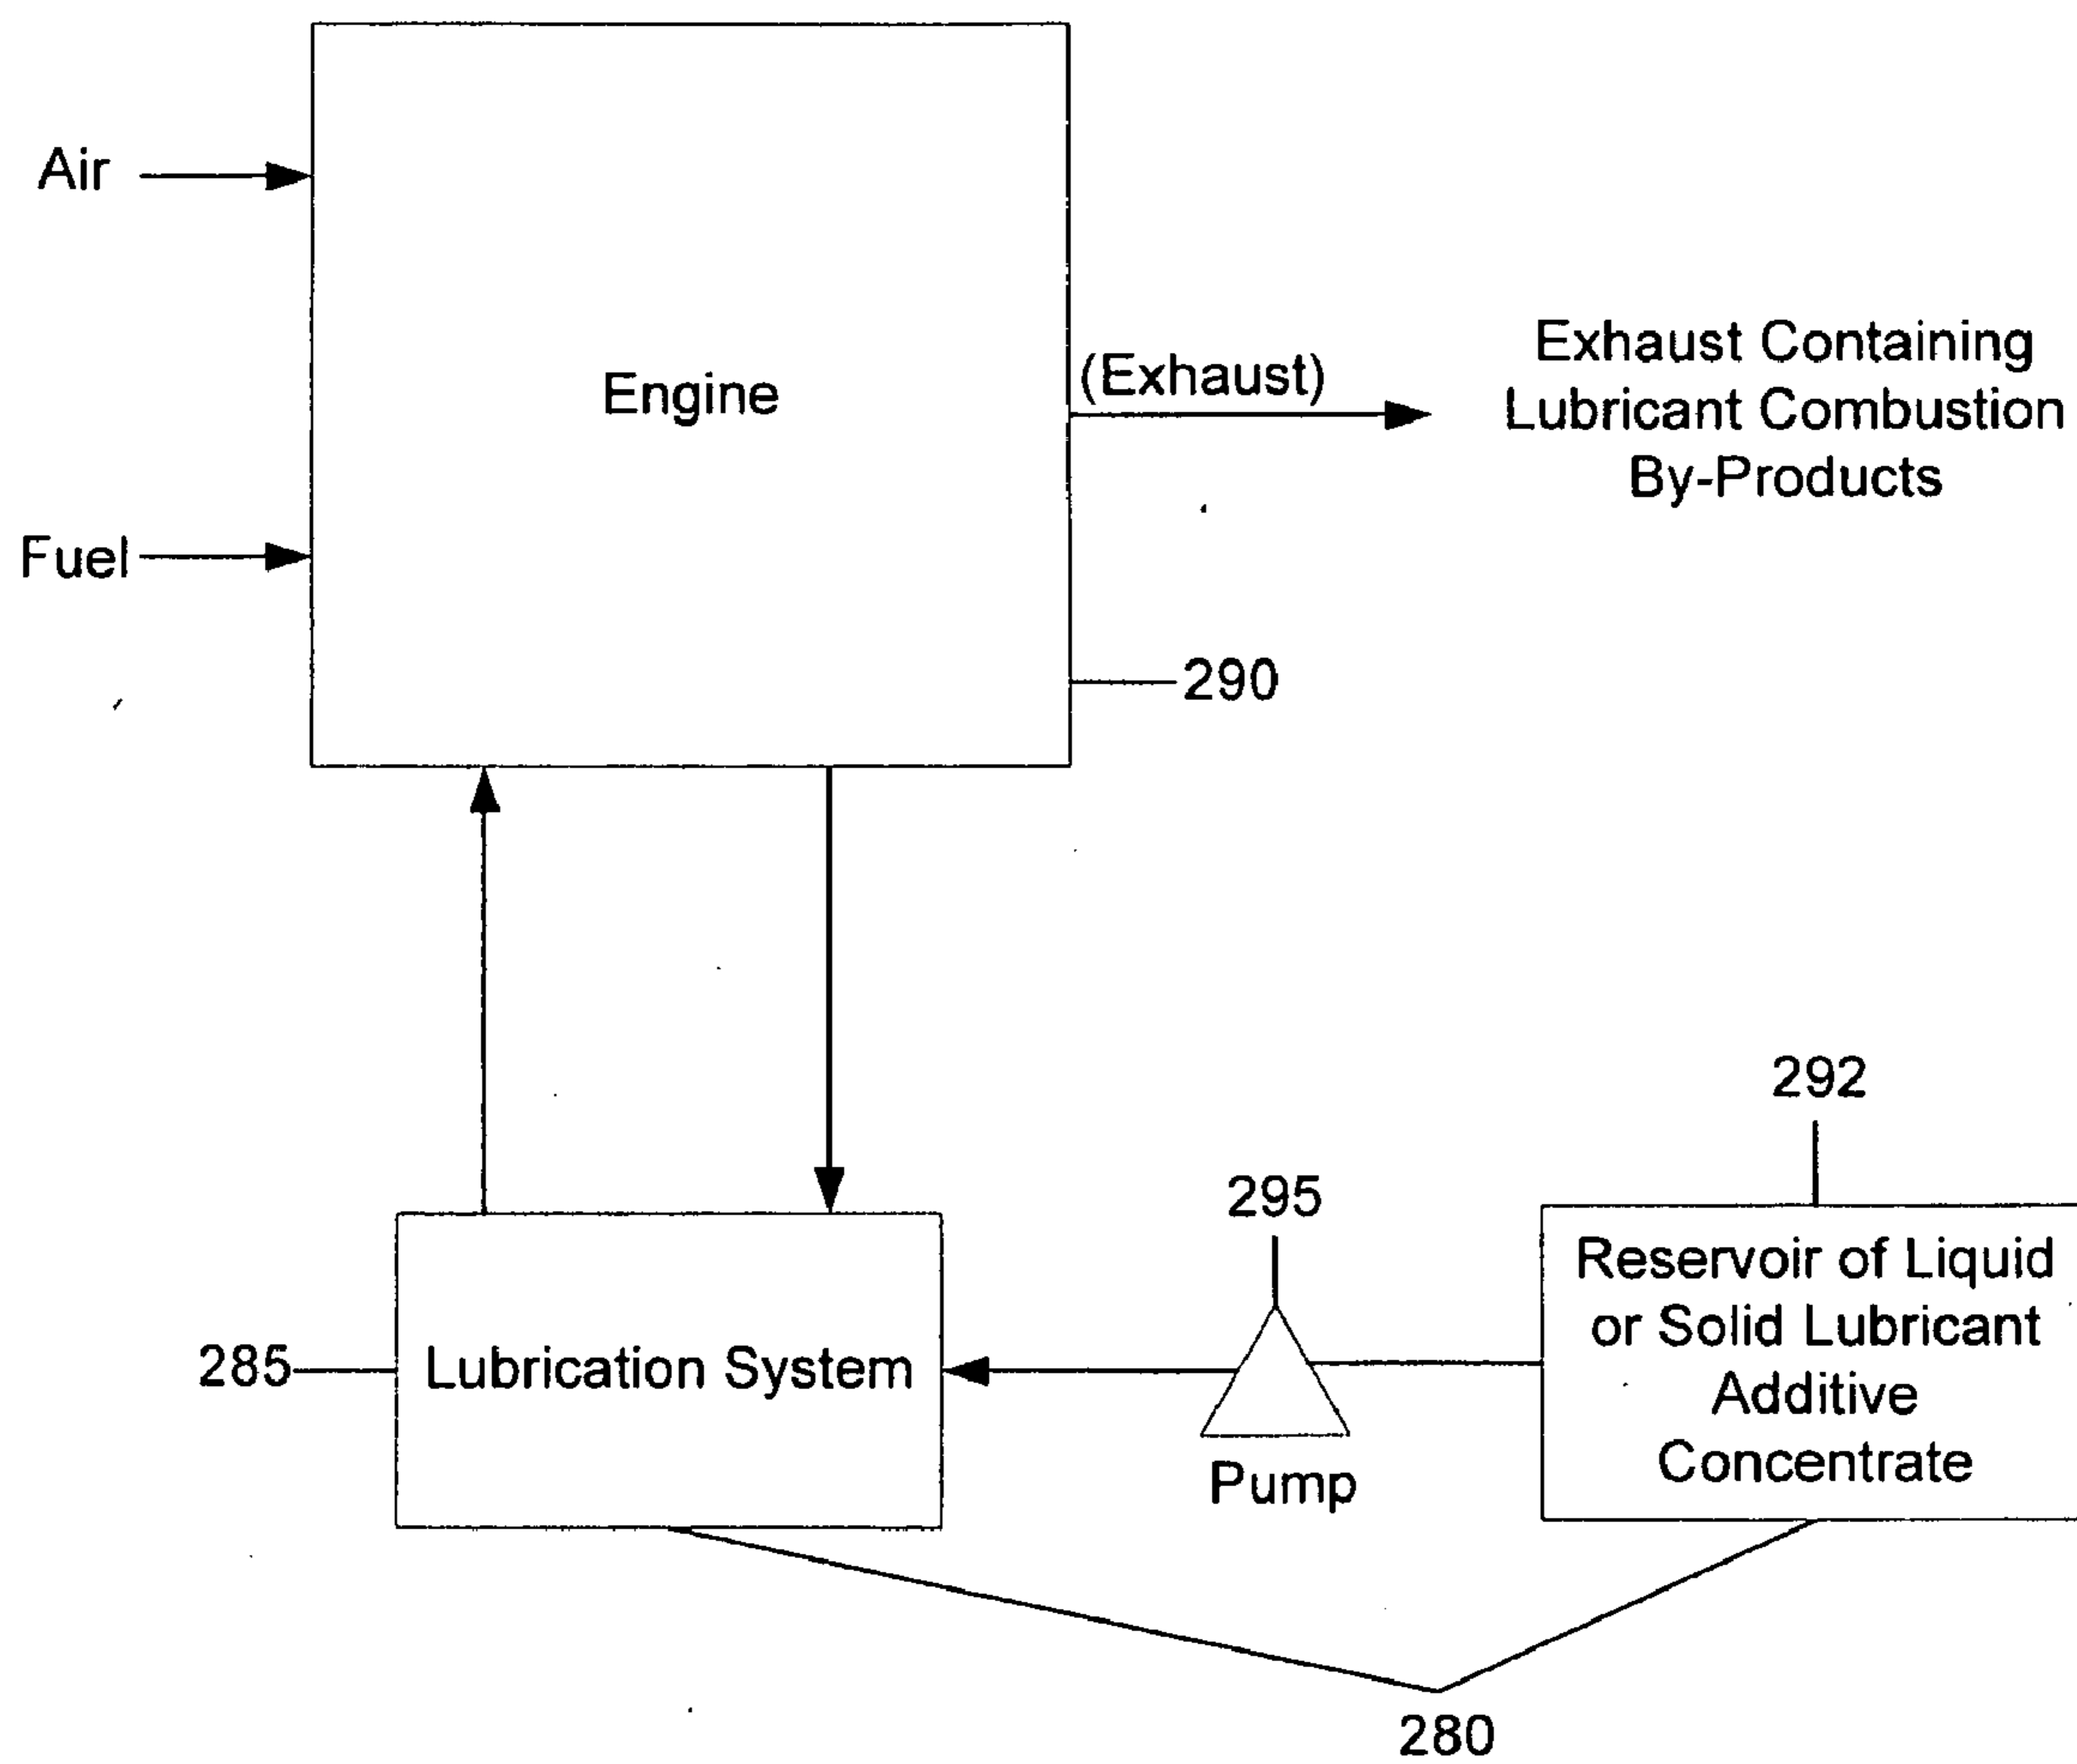 Air
Engine
(Exhaust)
Exhaust Containing
Lubricant Combustion
By-Products
Fuel
290
292
295
Reservoir of Liquid
or Solid Lubricant
Additive
Concentrate
285
Lubrication System
Pump
280